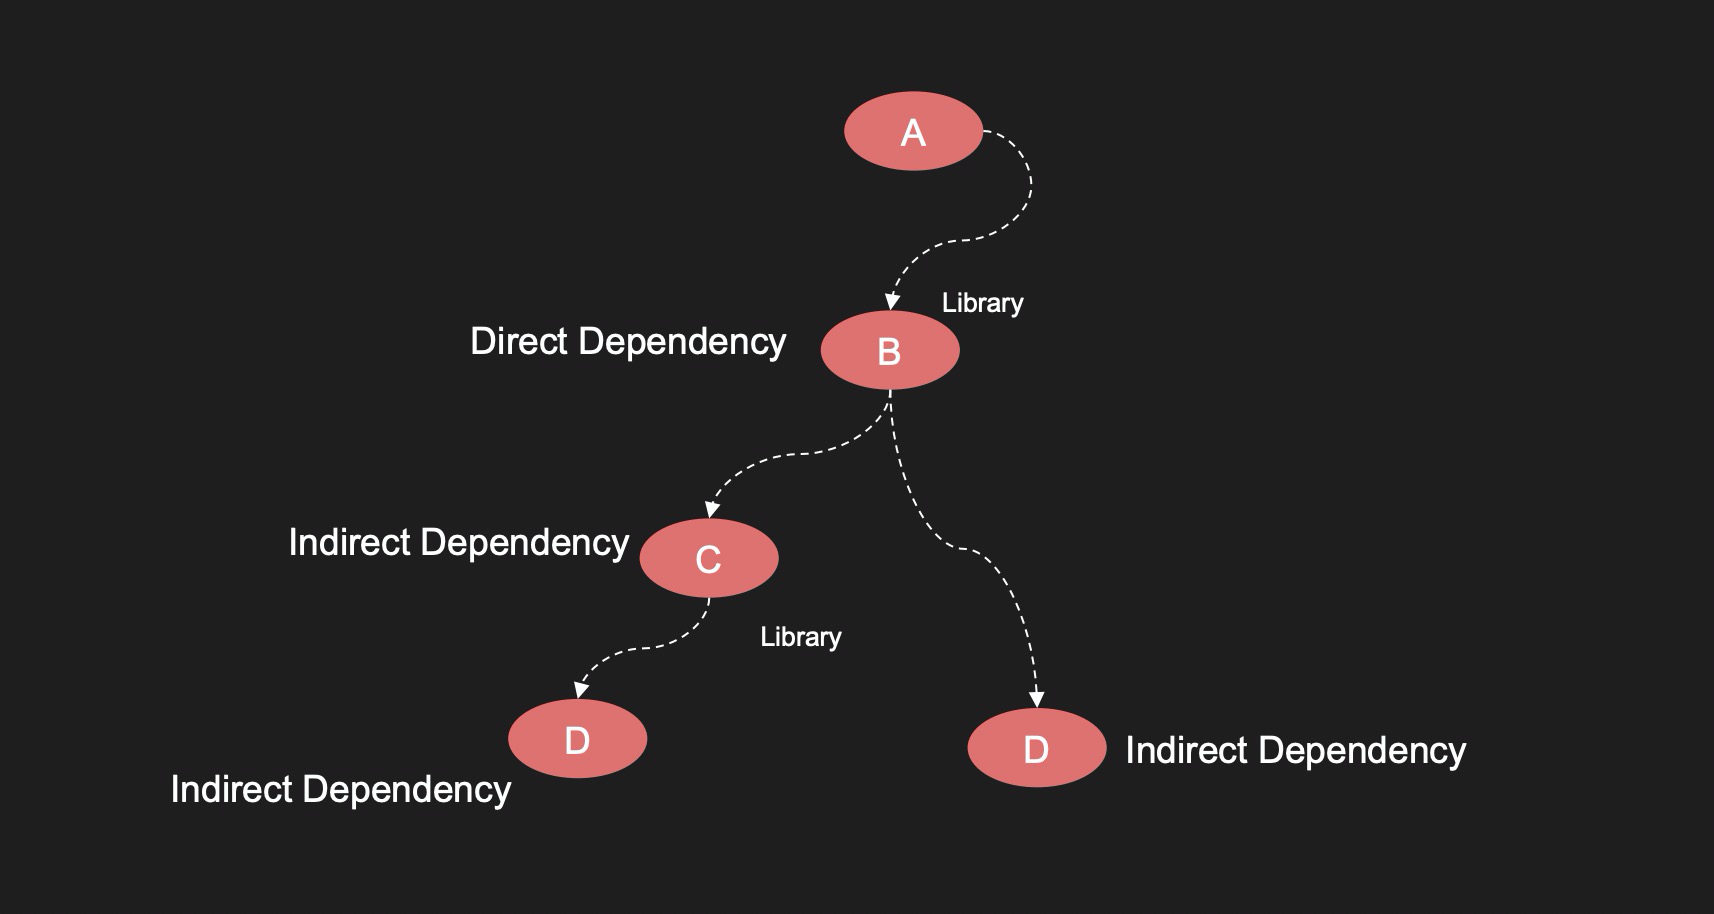 A
Library
Direct Dependency
B
Indirect Dependency
C
Library
D
Indirect Dependency
D
Indirect Dependency